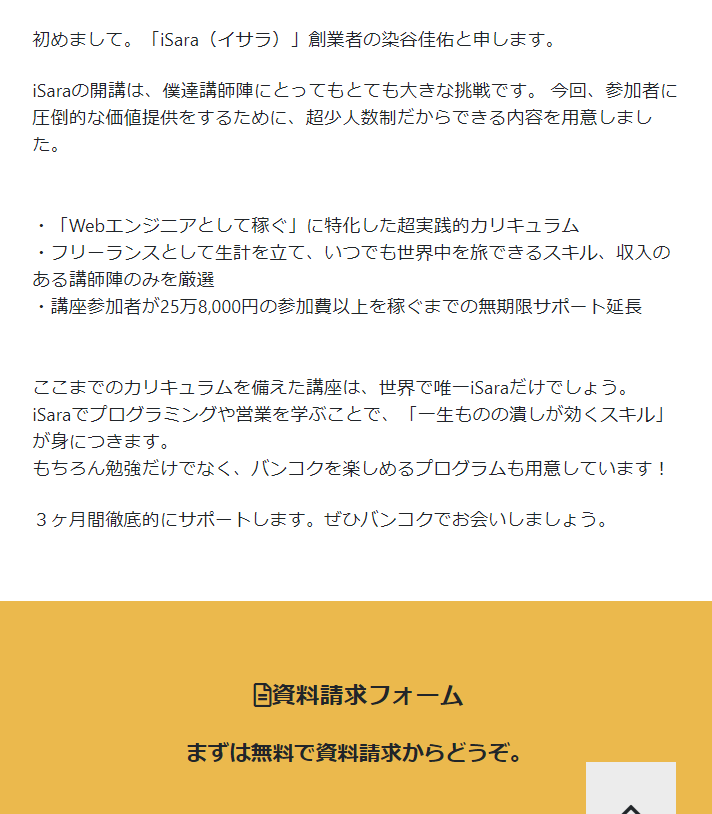 初めまして。「iSara（イサラ）」創業者の染谷佳佑と申します。
iSaraの開講は、僕達講師陣にとってもとても大きな挑戦です。 今回、参加者に
圧倒的な価値提供をするために、超少人数制だからできる内容を用意しまし
た。
・「Webエンジニアとして稼ぐ」に特化した超実践的カリキュラム
・フリーランスとして生計を立て、いつでも世界中を旅できるスキル、収入の
ある講師陣のみを厳選
・講座参加者が25万8,000円の参加費以上を稼ぐまでの無期限サポート延長
ここまでのカリキュラムを備えた講座は、世界で唯一iSaraだけでしょう。
iSaraでプログラミングや営業を学ぶことで、「一生ものの潰しが効くスキル」
が身につきます。
もちろん勉強だけでなく、バンコクを楽しめるプログラムも用意しています！
３ヶ月間徹底的にサポートします。ぜひバンコクでお会いしましょう。
資料請求フォーム
まずは無料で資料請求からどうぞ。